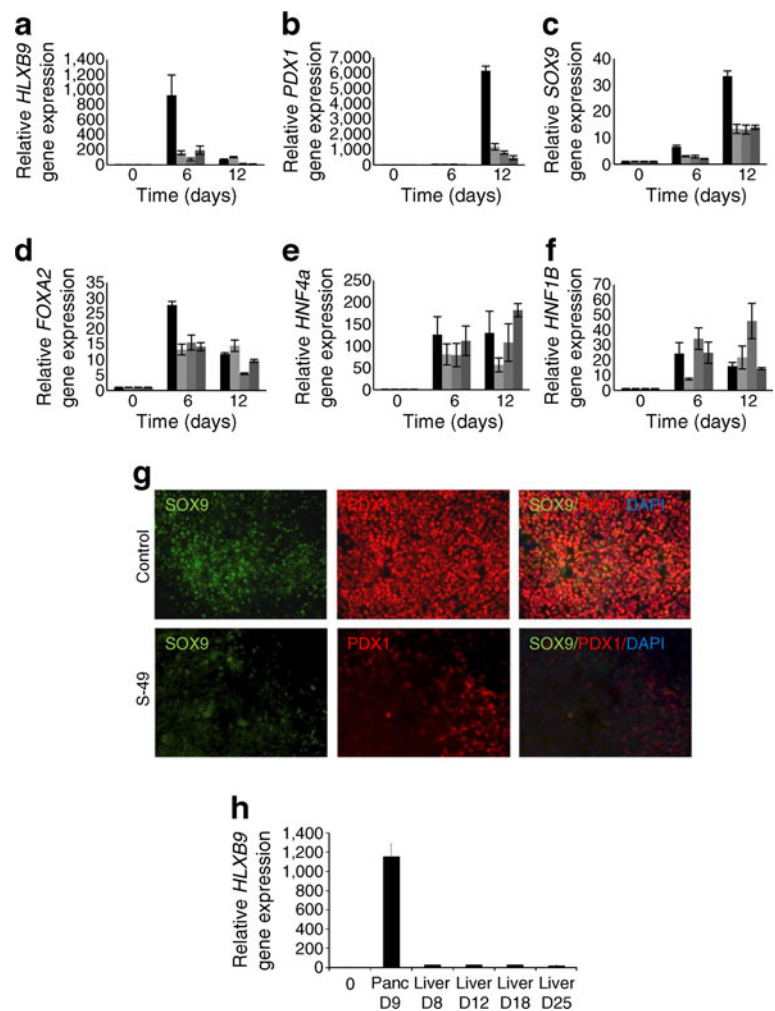 a
Relative HLXB9
gene expression
1,400
1,200
1,000
800
600
400
200
0
0 6 12
Time (days)
b
Relative PDX1
gene expression
7,000
6,000
5,000
4,000
3,000
2,000
1,000
0
0 6 12
Time (days)
c
Relative SOX9
gene expression
40
30
20
10
0
0 6 12
Time (days)
d
Relative FOXA2
gene expression
35
30
25
20
15
10
5
0
0 6 12
Time (days)
e
Relative HNF4a
gene expression
250
200
150
100
50
0
0 6 12
Time (days)
f
Relative HNF1B
gene expression
70
60
50
40
30
20
10
0
0 6 12
Time (days)
g
Control
SOX9
PDX1
SOX9/PDX1/DAPI
S-49
SOX9
PDX1
SOX9/PDX1/DAPI
h
Relative HLXB9
gene expression
1,400
1,200
1,000
800
600
400
200
0
0 Panc Liver Liver Liver Liver
D9 D8 D12 D18 D25